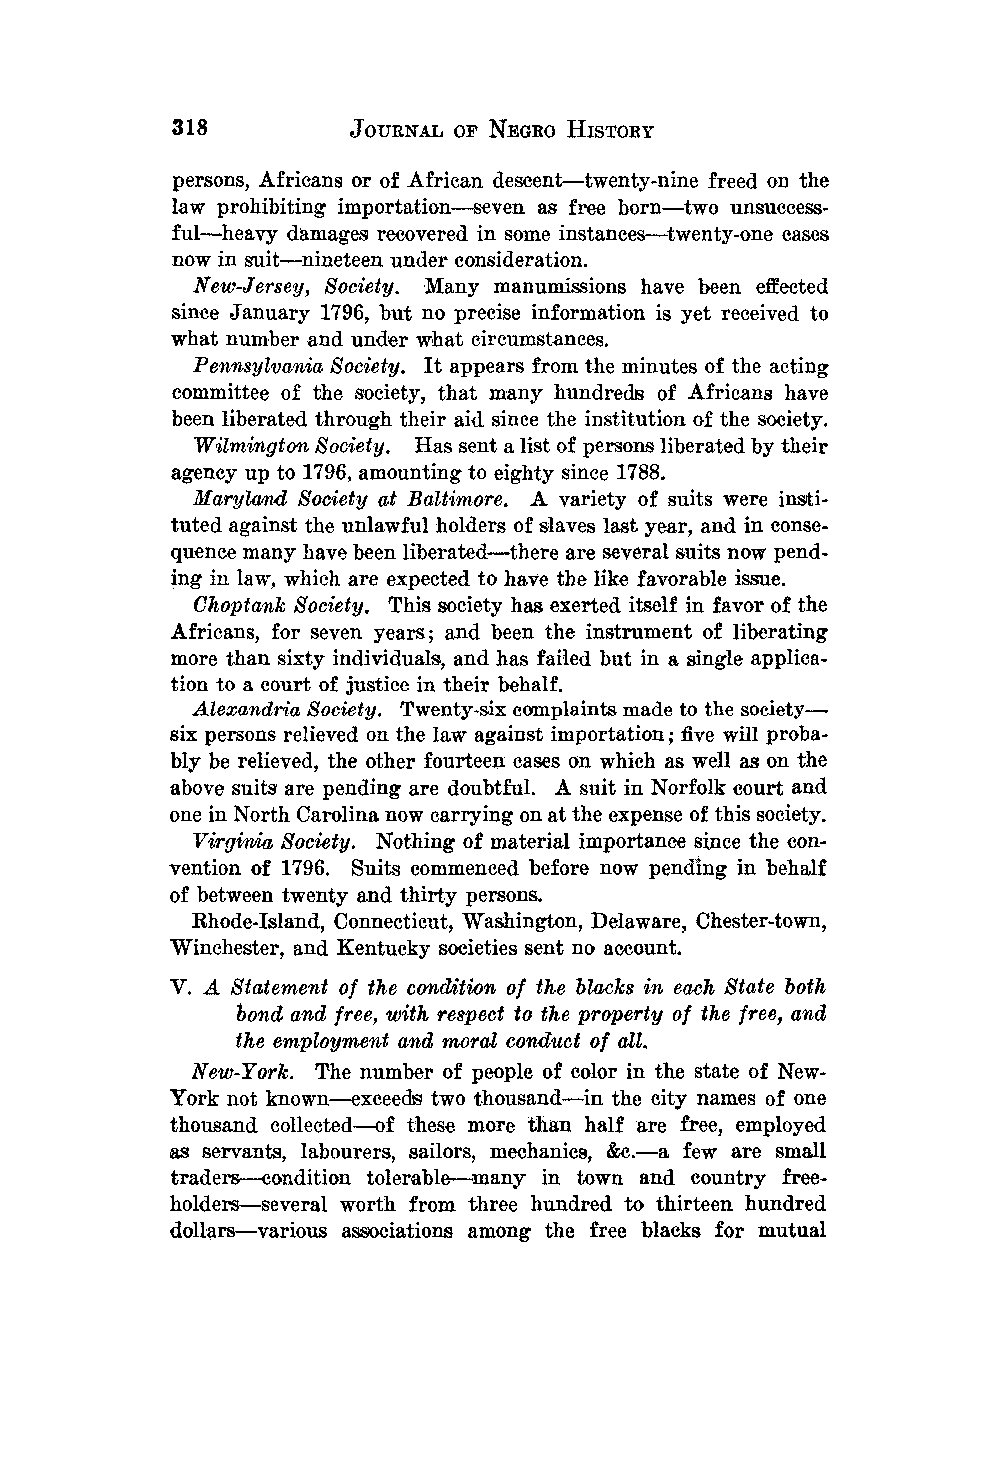 318 JOURNAL OF NEGRO HISTORY
persons, Africans or of African descent—twenty-nine freed on the
law prohibiting importation—seven as free born—two unsuccess-
ful—heavy damages recovered in some instances—twenty-one cases
now in suit—nineteen under consideration.
New-Jersey, Society. Many manumissions have been effected
since January 1796, but no precise information is yet received to
what number and under what circumstances.
Pennsylvania Society. It appears from the minutes of the acting
committee of the society, that many hundreds of Africans have
been liberated through their aid since the institution of the society.
Wilmington Society. Has sent a list of persons liberated by their
agency up to 1796, amounting to eighty since 1788.
Maryland Society at Baltimore. A variety of suits were insti-
tuted against the unlawful holders of slaves last year, and in conse-
quence many have been liberated—there are several suits now pend-
ing in law, which are expected to have the like favorable issue.
Choptank Society. This society has exerted itself in favor of the
Africans, for seven years; and been the instrument of liberating
more than sixty individuals, and has failed but in a single applica-
tion to a court of justice in their behalf.
Alexandria Society. Twenty-six complaints made to the society—
six persons relieved on the law against importation; five will proba-
bly be relieved, the other fourteen cases on which as well as on the
above suits are pending are doubtful. A suit in Norfolk court and
one in North Carolina now carrying on at the expense of this society.
Virginia Society. Nothing of material importance since the con-
vention of 1796. Suits commenced before now pending in behalf
of between twenty and thirty persons.
Rhode-Island, Connecticut, Washington, Delaware, Chester-town,
Winchester, and Kentucky societies sent no account.
V. A Statement of the condition of the blacks in each State both
bond and free, with respect to the property of the free, and
the employment and moral conduct of all.
New-York. The number of people of color in the state of New-
York not known—exceeds two thousand—in the city names of one
thousand collected—of these more than half are free, employed
as servants, labourers, sailors, mechanics, &c.—a few are small
traders—condition tolerable—many in town and country free-
holders—several worth from three hundred to thirteen hundred
dollars—various associations among the free blacks for mutual